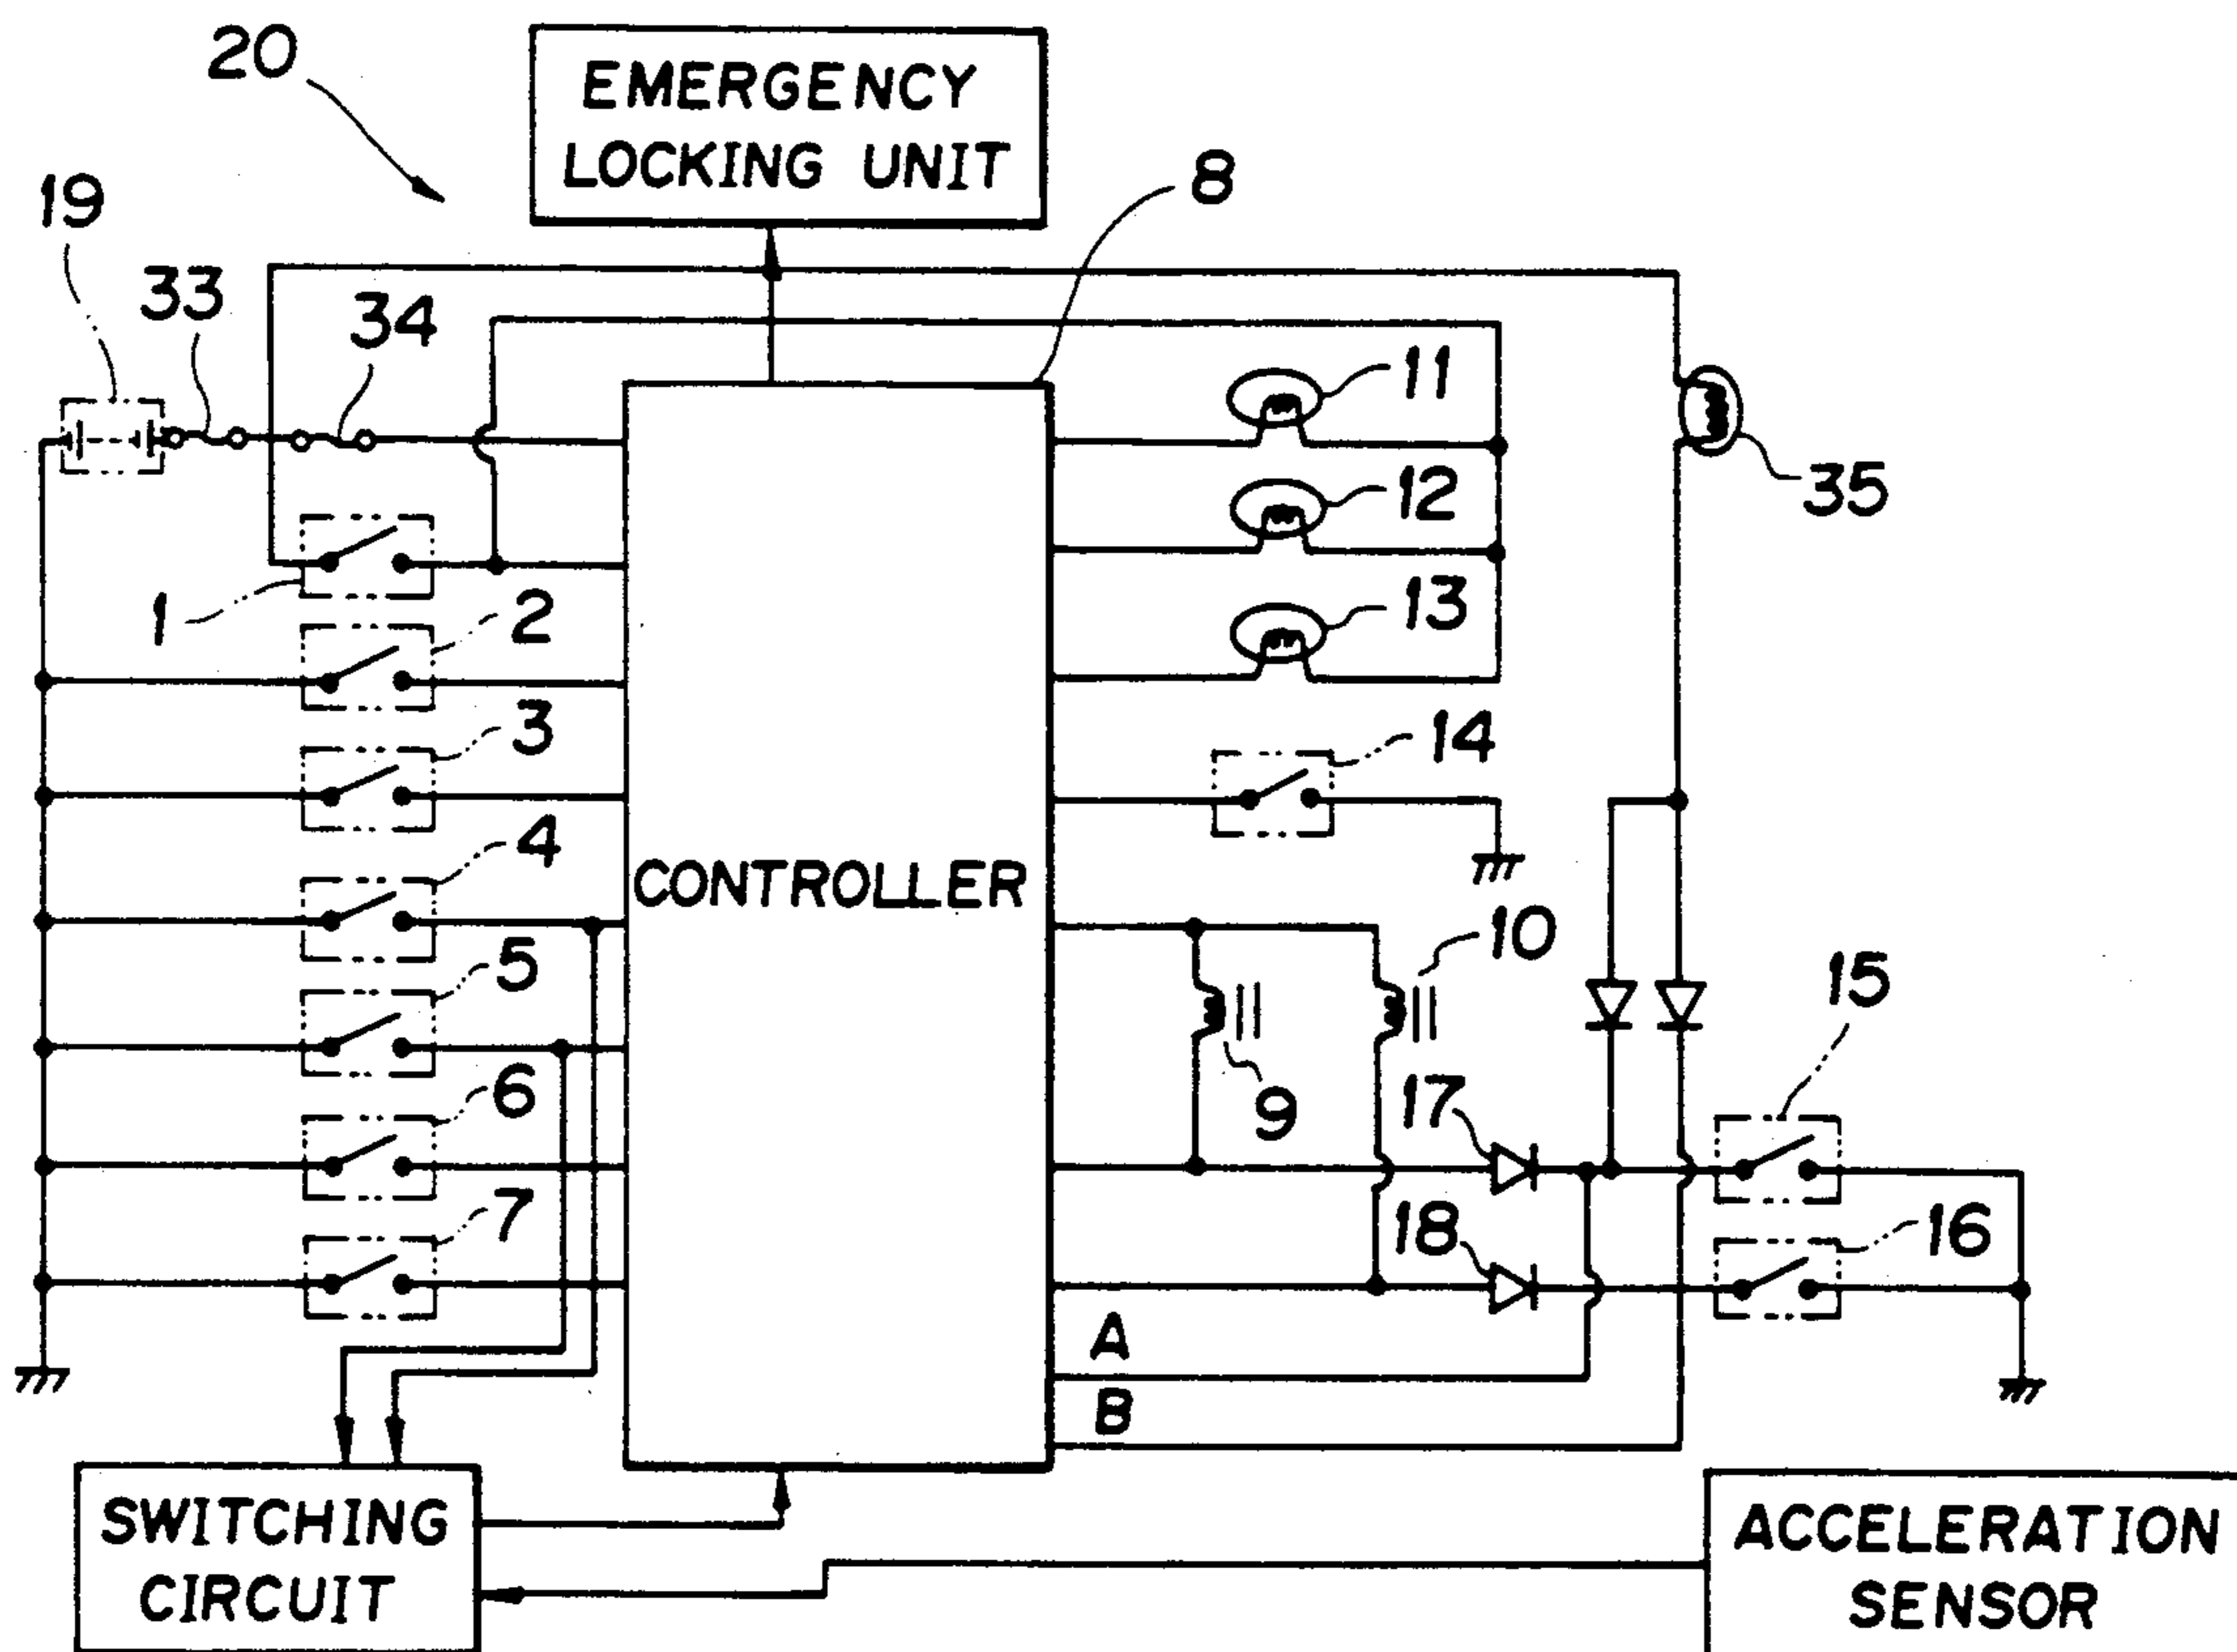 20
EMERGENCY
LOCKING UNIT
8
19
33
34
11
35
12
1
2
13
3
14
4
CONTROLLER
10
5
15
9
6
17
7
18
16
A
B
SWITCHING
CIRCUIT
ACCELERATION
SENSOR